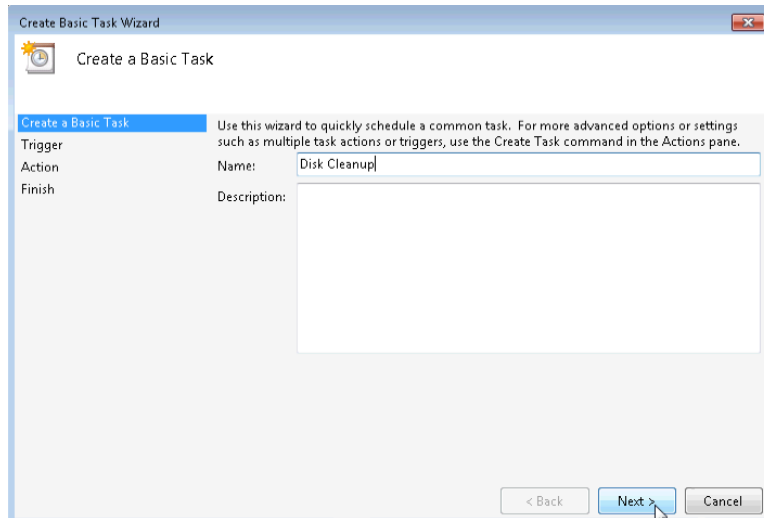 Create Basic Task Wizard
Create a Basic Task
Create a Basic Task
Trigger
Action
Finish
Use this wizard to quickly schedule a common task. For more advanced options or settings
such as multiple task actions or triggers, use the Create Task command in the Actions pane.
Name:
Disk Cleanup
Description:
< Back
Next >
Cancel